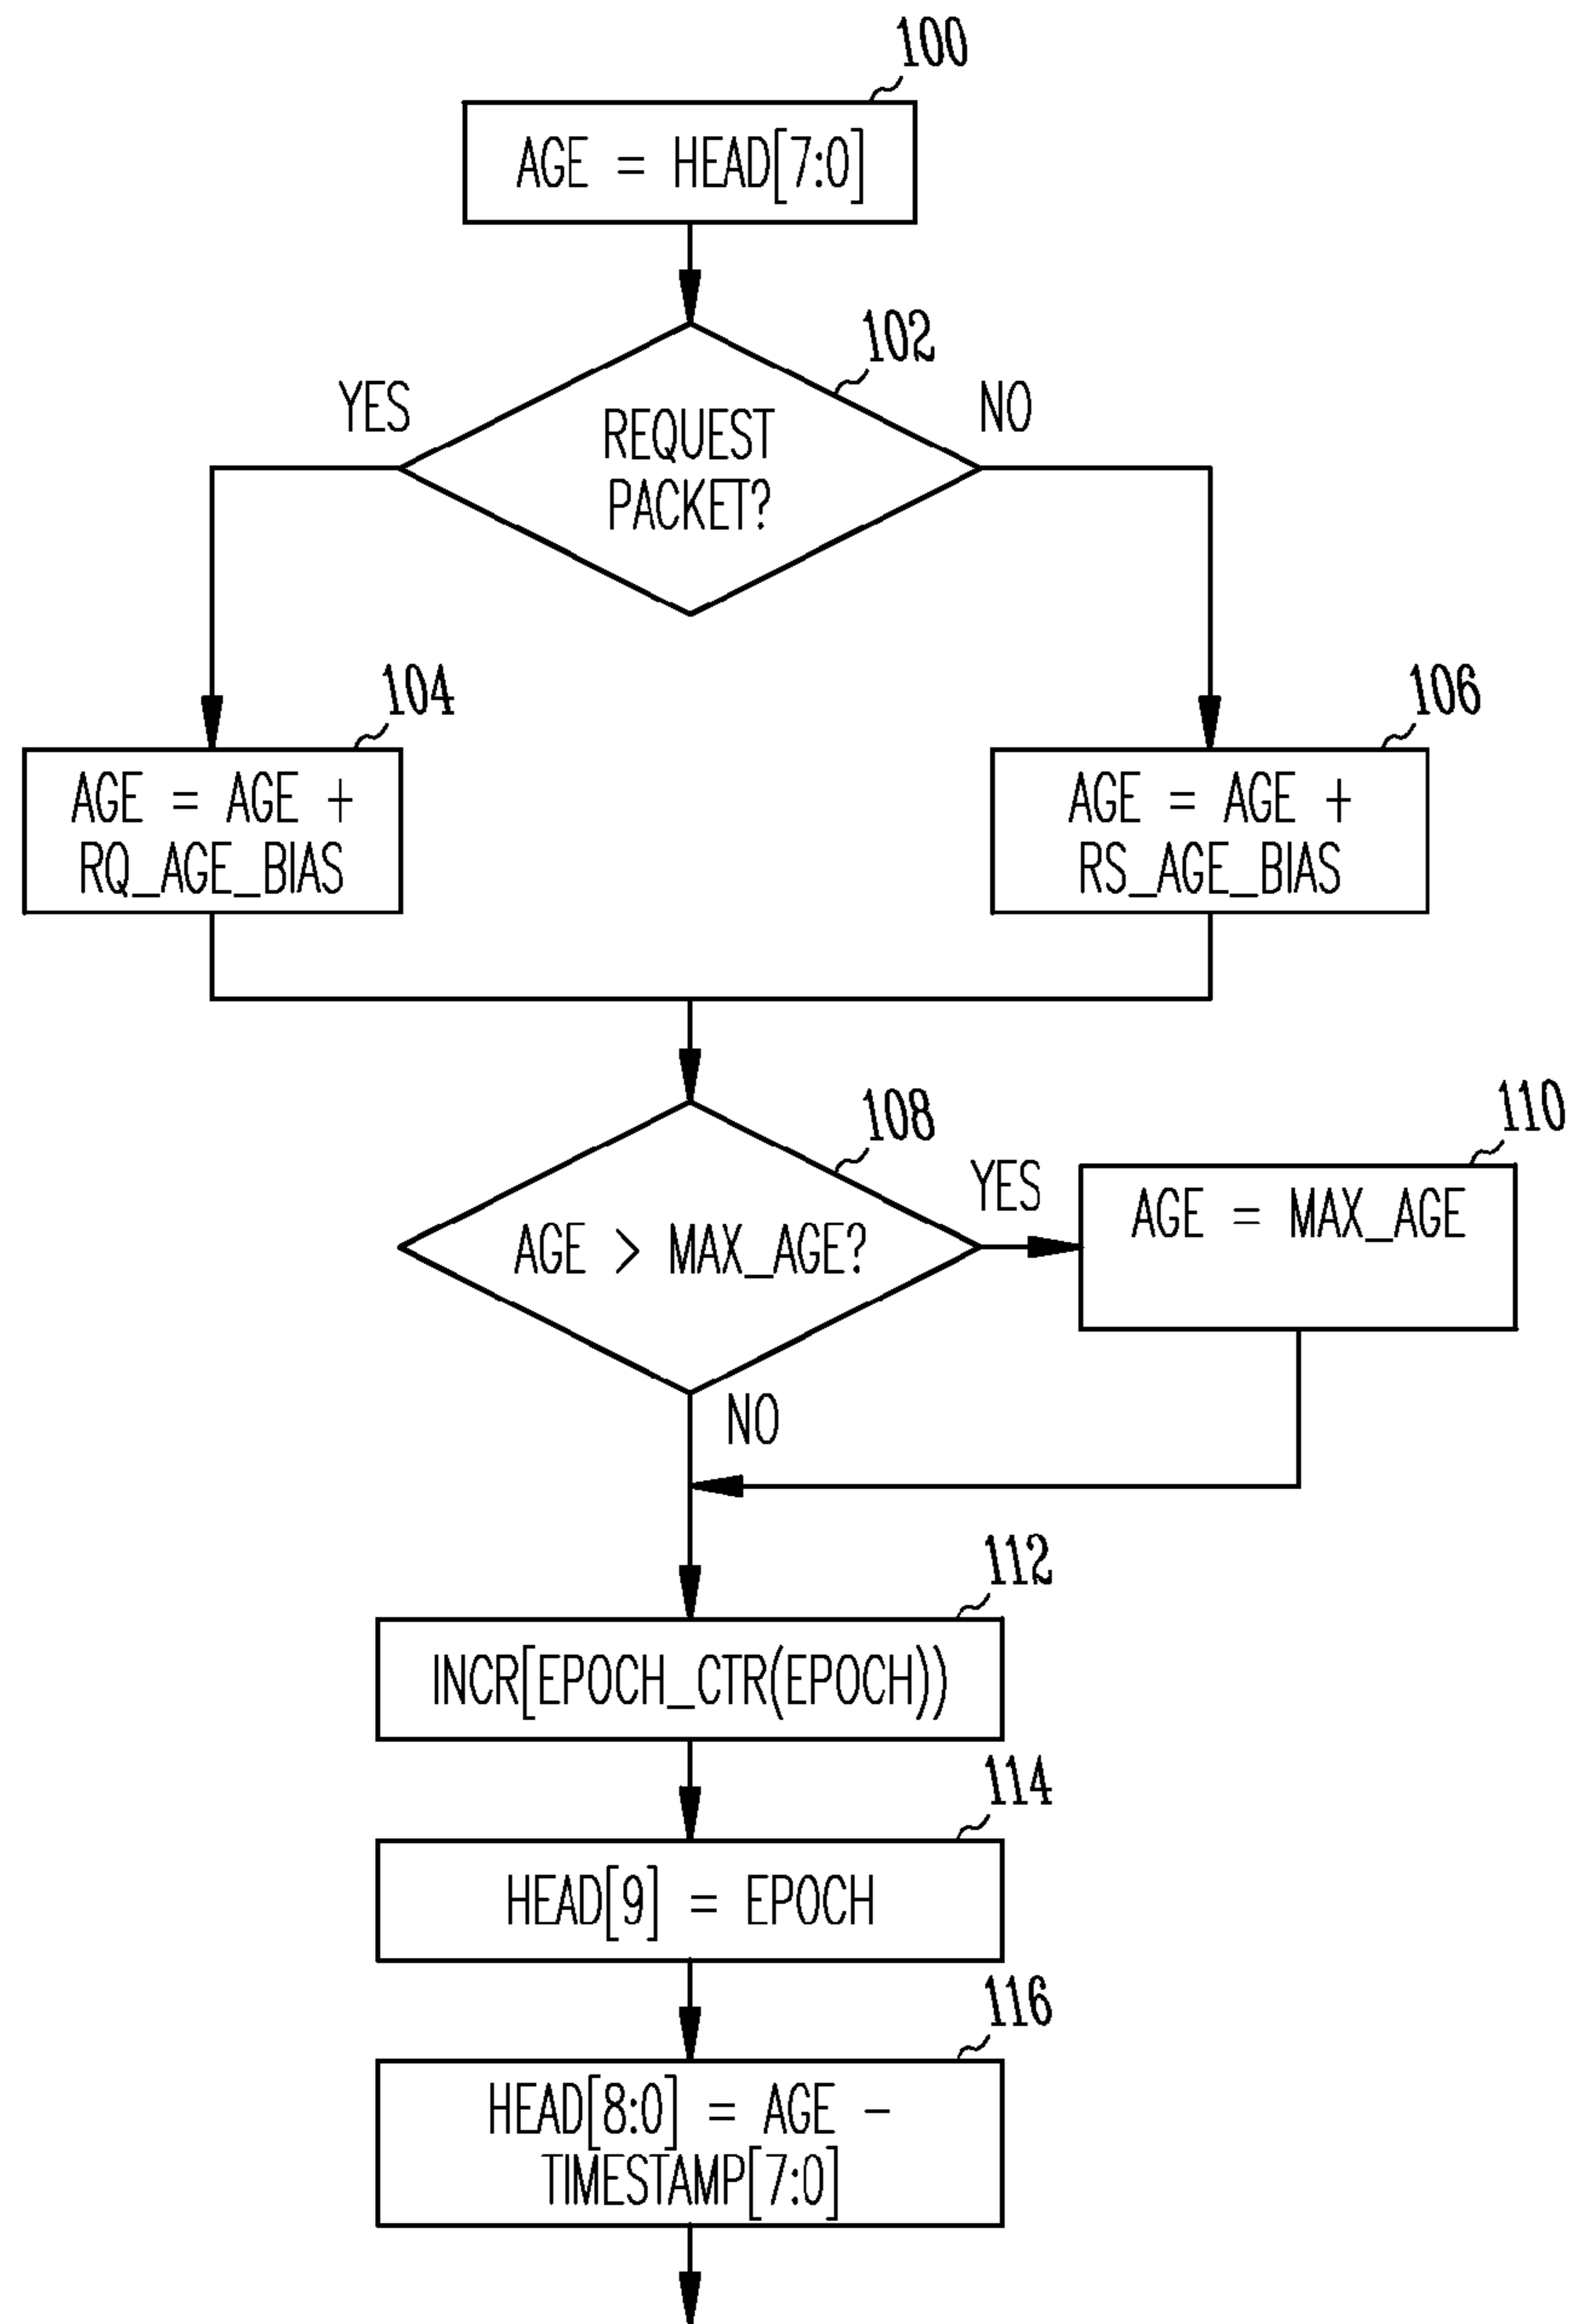 100
AGE = HEAD[7:0]
102
YES
NO
REQUEST
PACKET?
104
106
AGE = AGE +
RQ_AGE_BIAS
AGE = AGE +
RS_AGE_BIAS
108
110
YES
AGE = MAX_AGE
AGE > MAX_AGE?
NO
112
INCR[EPOCH_CTR(EPOCH))
114
HEAD[9] = EPOCH
116
HEAD[8:0] = AGE -
TIMESTAMP[7:0]